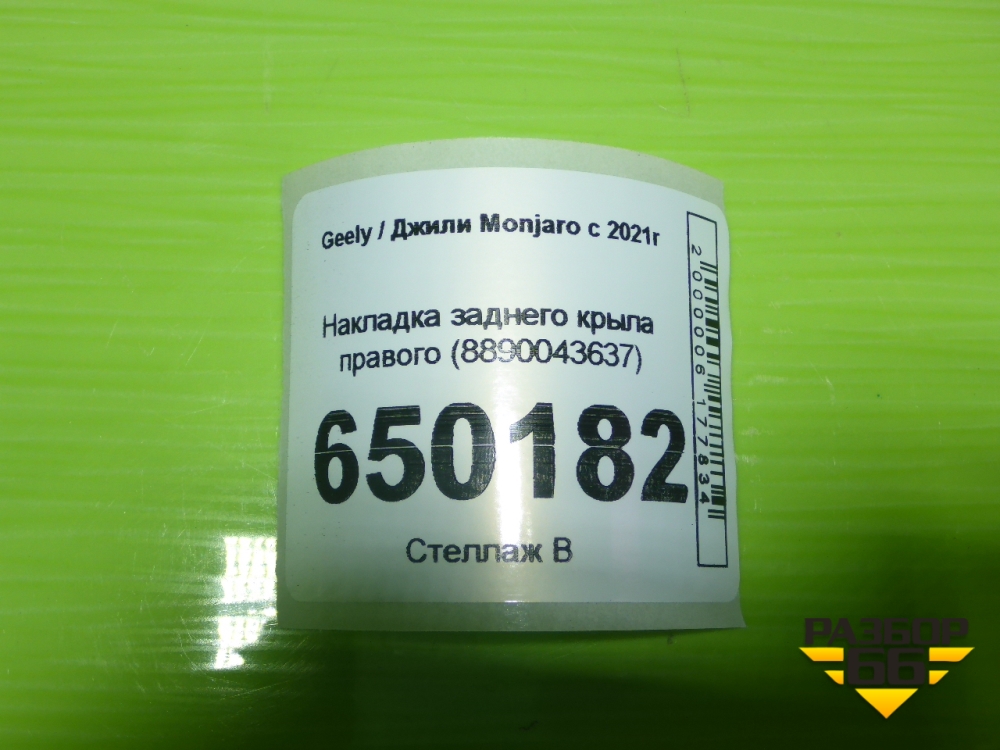 Geely / Джили Monjaro с 2021г
Накладка заднего крыла
правого (8890043637)
650182
Стеллаж В
2000006177834
РАЗБОР
66